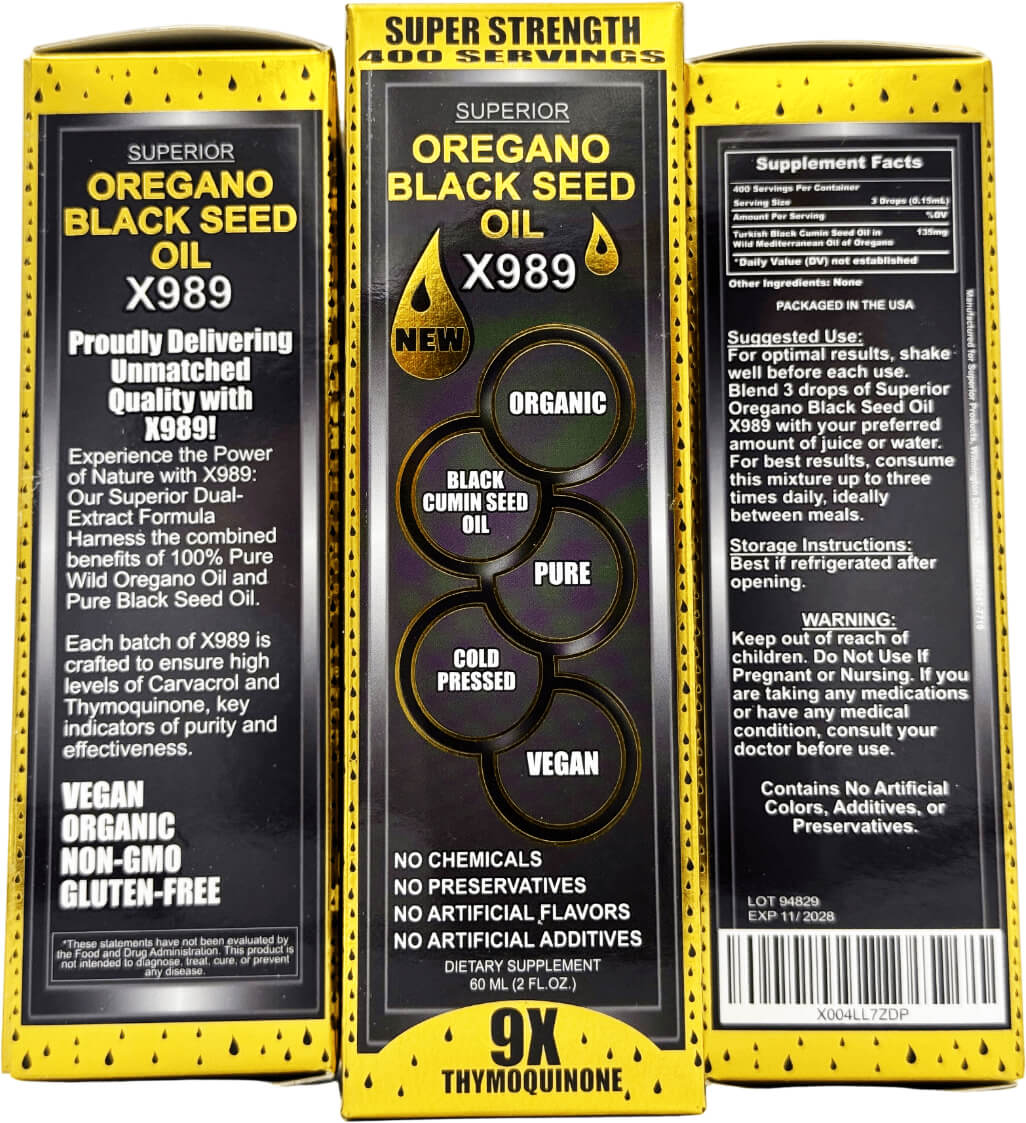 SUPERIOR
OREGANO
BLACK SEED
OIL
X989
Proudly Delivering
Unmatched
Quality with
X989!
Experience the Power
of Nature with X989:
Our Superior Dual-
Extract Formula
Harness the combined
benefits of 100% Pure
Wild Oregano Oil and
Pure Black Seed Oil.
Each batch of X989 is
crafted to ensure high
levels of Carvacrol and
Thymoquinone, key
indicators of purity and
effectiveness.
VEGAN
ORGANIC
NON-GMO
GLUTEN-FREE
*These statements have not been evaluated by
the Food and Drug Administration. This product is
not intended to diagnose, treat, cure, or prevent
any disease.
SUPER STRENGTH
400 SERVINGS
SUPERIOR
OREGANO
BLACK SEED
OIL
X989
NEW
ORGANIC
BLACK
CUMIN SEED
OIL
PURE
COLD
PRESSED
VEGAN
NO CHEMICALS
NO PRESERVATIVES
NO ARTIFICIAL FLAVORS
NO ARTIFICIAL ADDITIVES
DIETARY SUPPLEMENT
60 ML (2 FL.OZ.)
9X
THYMOQUINONE
Supplement Facts
400 Servings Per Container
Serving Size 3 Drops (0.15mL)
Amount Per Serving %DV
Turkish Black Cumin Seed Oil in 135mg
Wild Mediterranean Oil of Oregano
*Daily Value (DV) not established
Other Ingredients: None
PACKAGED IN THE USA
Suggested Use:
For optimal results, shake
well before each use.
Blend 3 drops of Superior
Oregano Black Seed Oil
X989 with your preferred
amount of juice or water.
For best results, consume
this mixture up to three
times daily, ideally
between meals.
Storage Instructions:
Best if refrigerated after
opening.
WARNING:
Keep out of reach of
children. Do Not Use If
Pregnant or Nursing. If you
are taking any medications
or have any medical
condition, consult your
doctor before use.
Contains No Artificial
Colors, Additives, or
Preservatives.
LOT 94829
EXP 11/ 2028
X004LL7ZDP
Manufactured for Superior Products, Wilmington